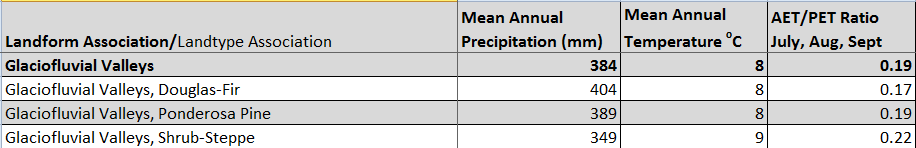 Landform Association/Landtype Association Mean Annual Precipitation (mm) Mean Annual Temperature °C AET/PET Ratio July, Aug, Sept
Glaciofluvial Valleys 384 8 0.19
Glaciofluvial Valleys, Douglas-Fir 404 8 0.17
Glaciofluvial Valleys, Ponderosa Pine 389 8 0.19
Glaciofluvial Valleys, Shrub-Steppe 349 9 0.22